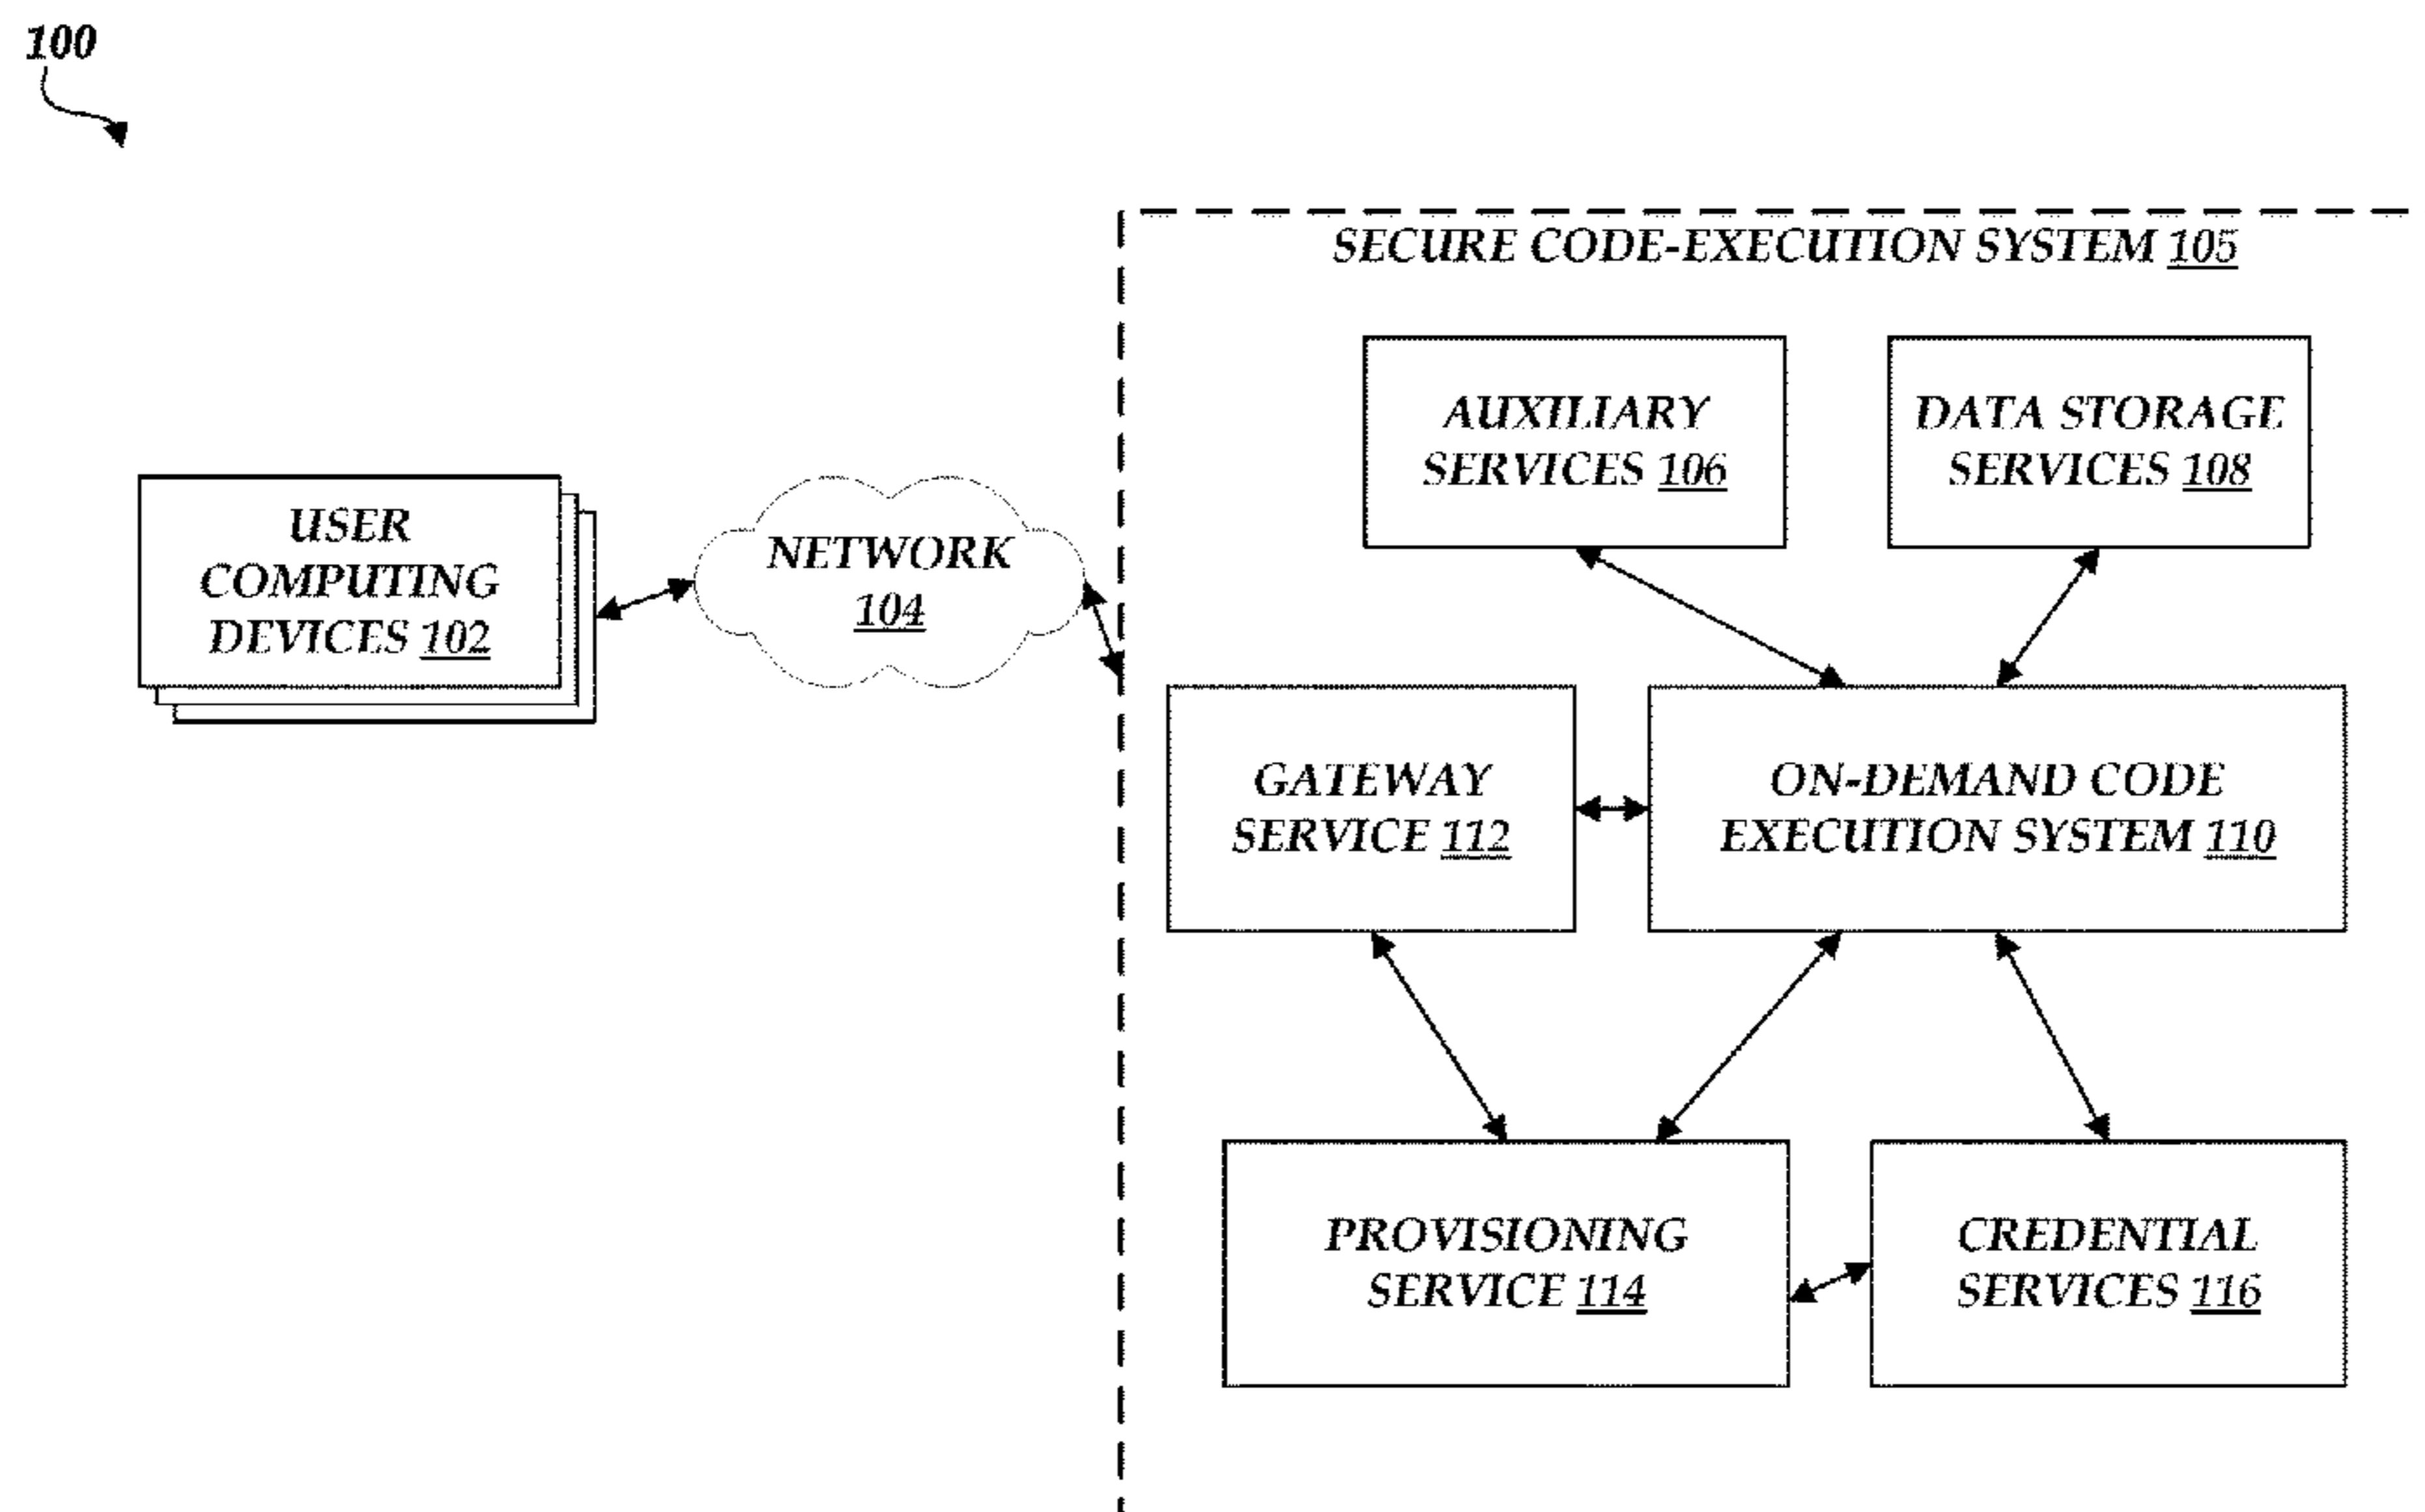 100
SECURE CODE-EXECUTION SYSTEM 105
AUXILIARY
SERVICES 106
DATA STORAGE
SERVICES 108
USER
COMPUTING
DEVICES 102
NETWORK
104
GATEWAY
SERVICE 112
ON-DEMAND CODE
EXECUTION SYSTEM 110
PROVISIONING
SERVICE 114
CREDENTIAL
SERVICES 116